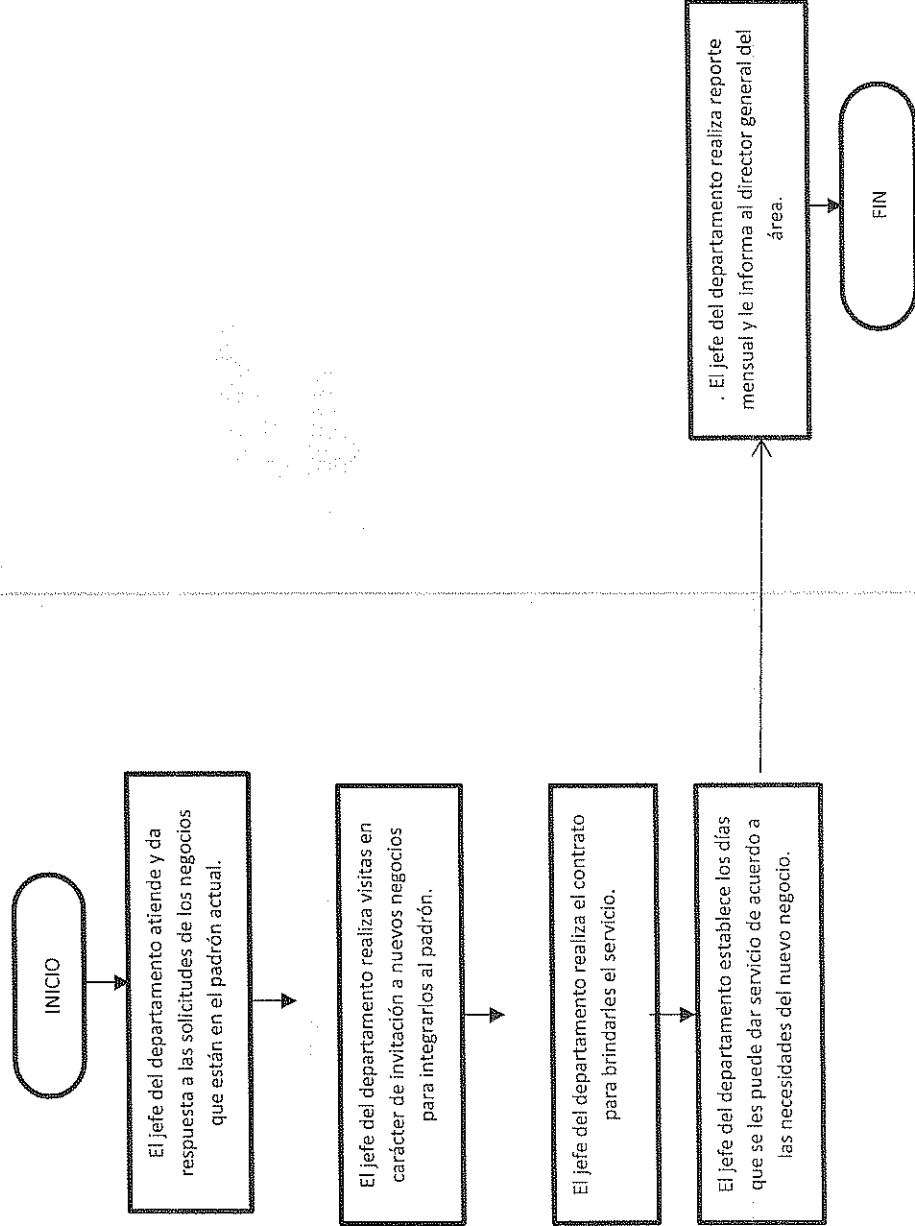 INICIO
El jefe del departamento atiende y da
respuesta a las solicitudes de los negocios
que están en el padrón actual.
El jefe del departamento realiza visitas en
carácter de invitación a nuevos negocios
para integrarlos al padrón.
El jefe del departamento realiza el contrato
para brindarles el servicio.
El jefe del departamento establece los días
que se les puede dar servicio de acuerdo a
las necesidades del nuevo negocio.
. El jefe del departamento realiza reporte
mensual y le informa al director general del
área.
FIN